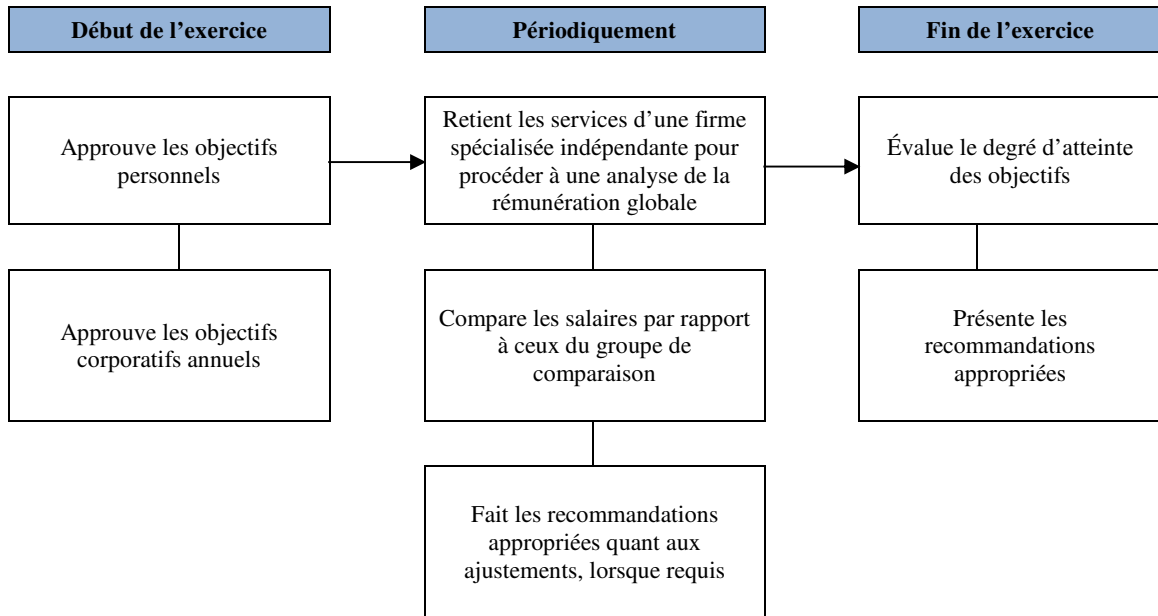 Début de l’exercice
Périodiquement
Fin de l’exercice
Approuve les objectifs
personnels
Retient les services d’une firme
spécialisée indépendante pour
procéder à une analyse de la
rémunération globale
Évalue le degré d’atteinte
des objectifs
Approuve les objectifs
corporatifs annuels
Compare les salaires par rapport
à ceux du groupe de
comparaison
Présente les
recommandations
appropriées
Fait les recommandations
appropriées quant aux
ajustements, lorsque requis